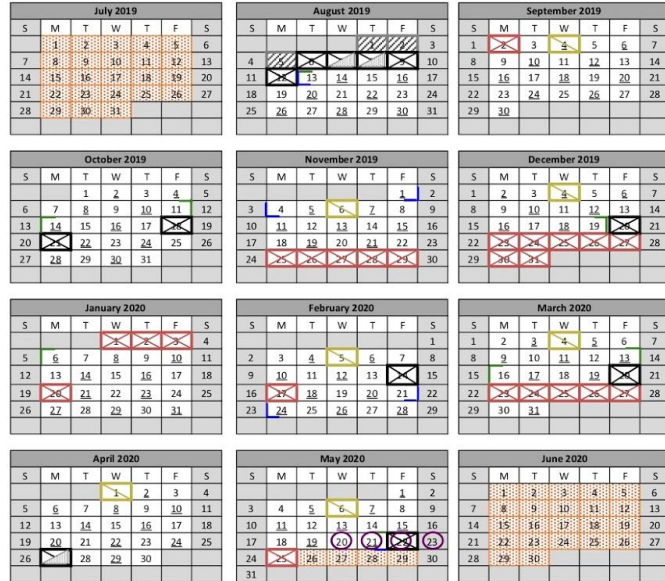 July 2019
S M T W T F S
1 2 3 4 5 6
7 8 9 10 11 12 13
14 15 16 17 18 19 20
21 22 23 24 25 26 27
28 29 30 31
August 2019
S M T W T F S
1 2 3
4 5 6 9 10
11 12 13 14 15 16 17
18 19 20 21 22 23 24
25 26 27 28 29 30 31
September 2019
S M T W T F S
1 2 3 4 5 6 7
8 9 10 11 12 13 14
15 16 17 18 19 20 21
22 23 24 25 26 27 28
29 30
October 2019
S M T W T F S
1 2 3 4 5
6 7 8 9 10 11 12
13 14 15 16 17 18 19
20 21 22 23 24 25 26
27 28 29 30 31
November 2019
S M T W T F S
1 2
3 4 5 6 7 8 9
10 11 12 13 14 15 16
17 18 19 20 21 22 23
24 25 26 27 28 29 30
December 2019
S M T W T F S
1 2 3 4 5 6 7
8 9 10 11 12 13 14
15 16 17 18 19 20 21
22 23 24 25 26 27 28
29 30 31
January 2020
S M T W T F S
1 2 3 4
5 6 7 8 9 10 11
12 13 14 15 16 17 18
19 20 21 22 23 24 25
26 27 28 29 30 31
February 2020
S M T W T F S
1
2 3 4 5 6 7 8
9 10 11 12 13 14 15
16 17 18 19 20 21 22
23 24 25 26 27 28 29
March 2020
S M T W T F S
1 2 3 4 5 6 7
8 9 10 11 12 13 14
15 16 17 18 19 20 21
22 23 24 25 26 27 28
29 30 31
April 2020
S M T W T F S
1 2 3 4
5 6 7 8 9 10 11
12 13 14 15 16 17 18
19 20 21 22 23 24 25
26 28 29 30
May 2020
S M T W T F S
1 2
3 4 5 6 7 8 9
10 11 12 13 14 15 16
17 18 19 20 21 22 23
24 25 26 27 28 29 30
31
June 2020
S M T W T F S
1 2 3 4 5 6
7 8 9 10 11 12 13
14 15 16 17 18 19 20
21 22 23 24 25 26 27
28 29 30